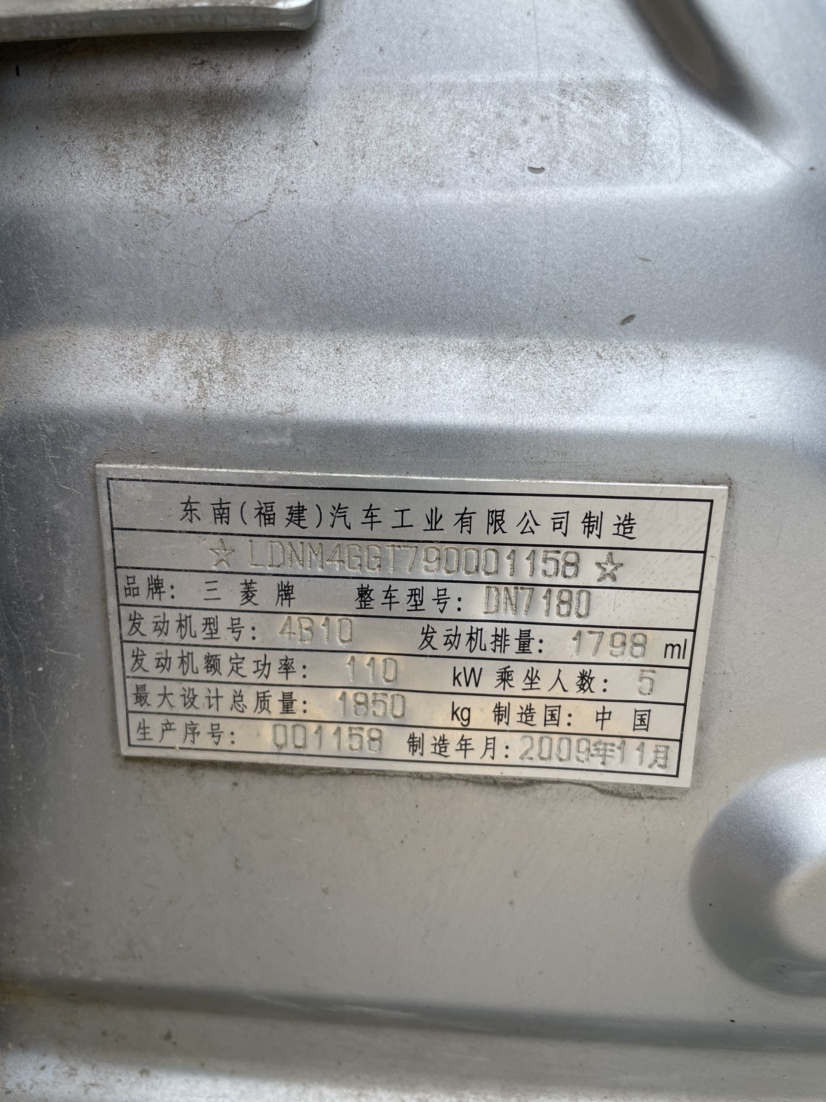 东南(福建)汽车工业有限公司制造
☆ LDNM4GGT790001158 ☆
品牌: 三菱牌 整车型号: DN7180
发动机型号: 4B10 发动机排量: 1798 ml
发动机额定功率: 110 kW 乘坐人数: 5
最大设计总质量: 1850 kg 制造国: 中国
生产序号: 001158 制造年月: 2009年11月